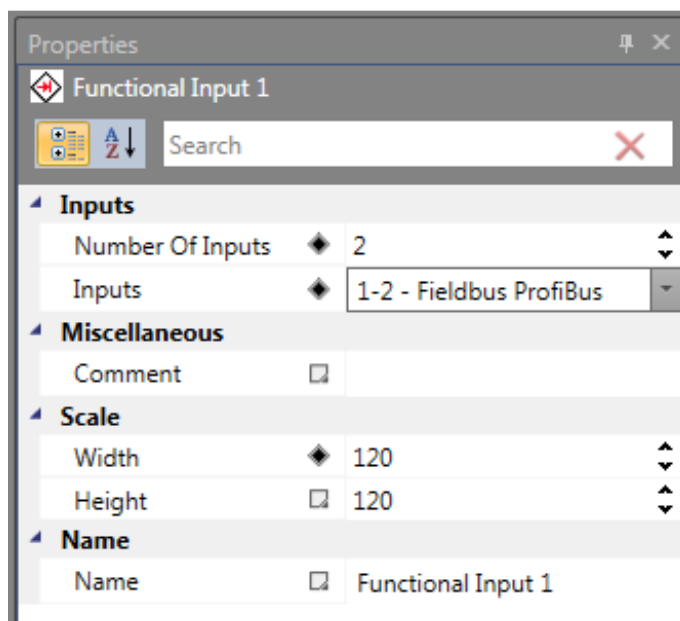 Properties
Functional Input 1
A Z Search
Inputs
Number Of Inputs 2
Inputs 1-2 - Fieldbus ProfiBus
Miscellaneous
Comment
Scale
Width 120
Height 120
Name
Name Functional Input 1